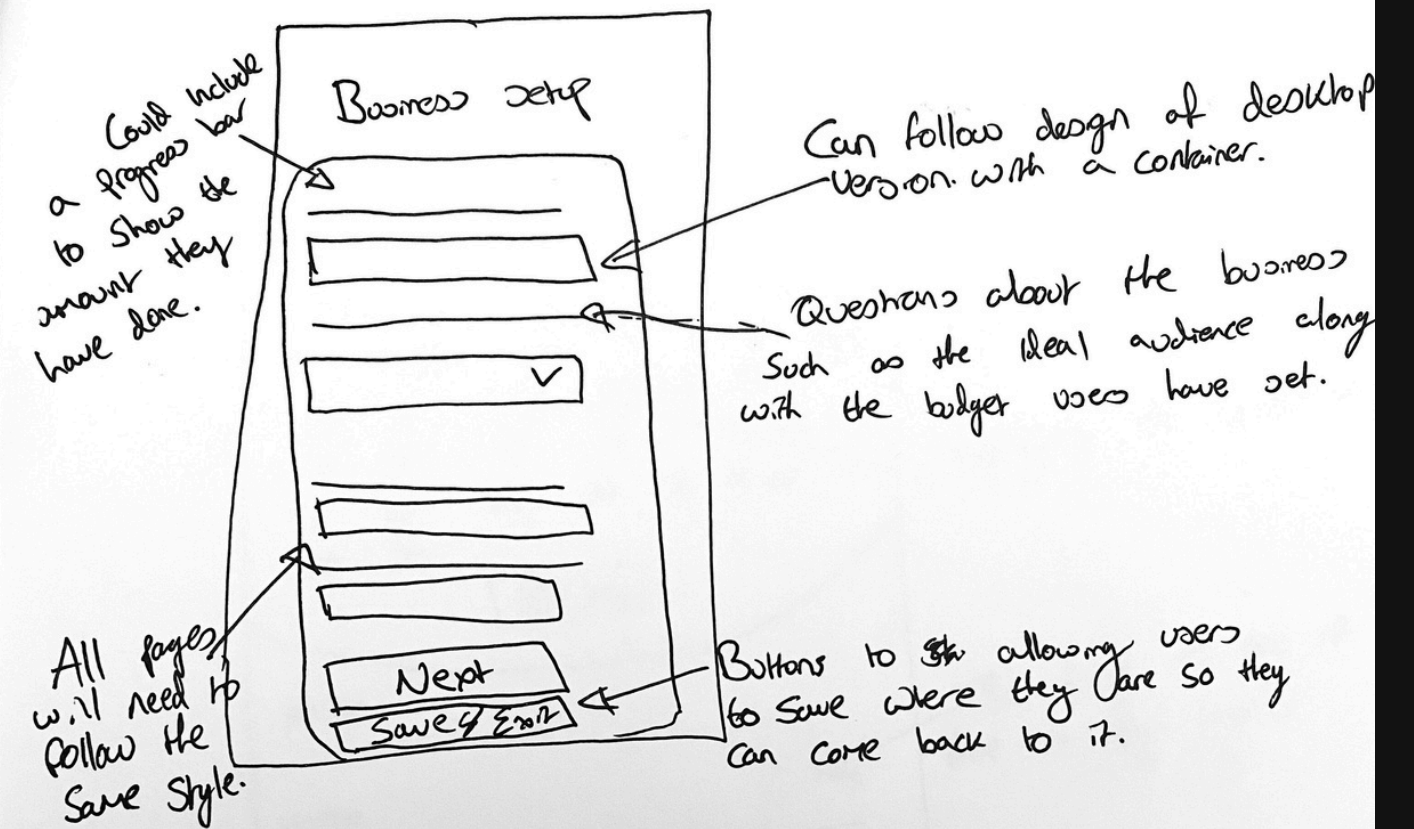 Business setup
Could include
a progress bar
to show the
amount they
have done.
Can follow design of desktop
version. with a container.
Questions about the business
Such as the ideal audience along
with the budget users have set.
All pages
will need to
follow the
Same Style.
Next
Save & Exit
Buttons to allowing users
to save where they are so they
can come back to it.